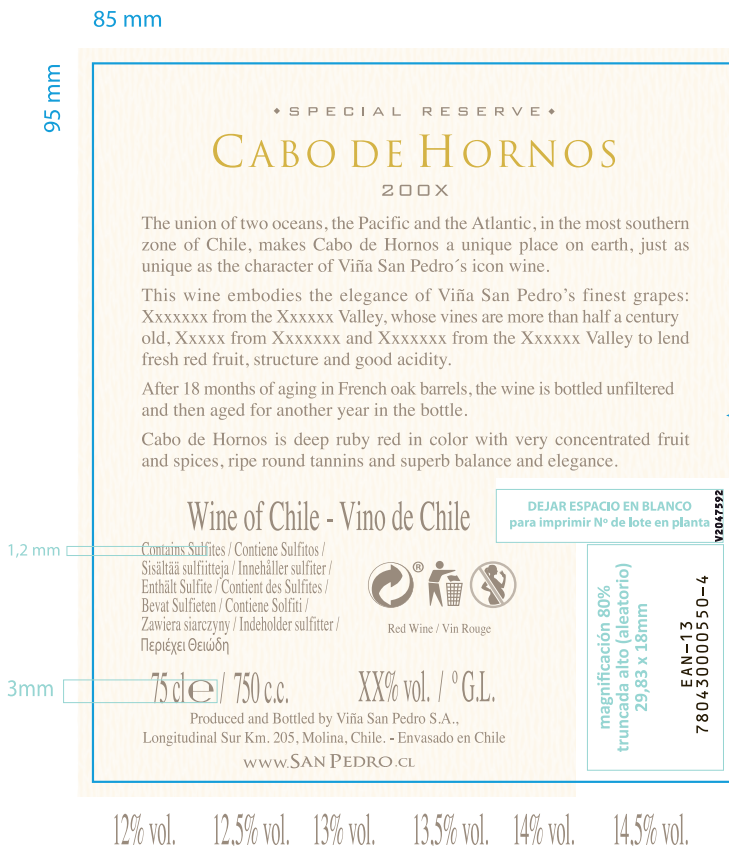 85 mm
95 mm
SPECIAL RESERVE
CABO DE HORNOS
200X
The union of two oceans, the Pacific and the Atlantic, in the most southern
zone of Chile, makes Cabo de Hornos a unique place on earth, just as
unique as the character of Viña San Pedro´s icon wine.
This wine embodies the elegance of Viña San Pedro's finest grapes:
Xxxxxxx from the Xxxxxx Valley, whose vines are more than half a century
old, Xxxxx from Xxxxxxx and Xxxxxxx from the Xxxxxx Valley to lend
fresh red fruit, structure and good acidity.
After 18 months of aging in French oak barrels, the wine is bottled unfiltered
and then aged for another year in the bottle.
Cabo de Hornos is deep ruby red in color with very concentrated fruit
and spices, ripe round tannins and superb balance and elegance.
Wine of Chile - Vino de Chile
DEJAR ESPACIO EN BLANCO
para imprimir Nº de lote en planta
V2047592
1,2 mm
Contains Sulfites / Contiene Sulfitos /
Sisältää sulfiitteja / Innehåller sulfiter /
Enthält Sulfite / Contient des Sulfites /
Bevat Sulfieten / Contiene Solfiti /
Zawiera siarczyny / Indeholder sulfitter /
Περιέχει Θειώδη
®
Red Wine / Vin Rouge
magnificación 80%
truncada alto (aleatorio)
29,83 x 18mm
EAN-13
780430000550-4
3mm
75 cl ℮ / 750 c.c.
XX% vol. / º G.L.
Produced and Bottled by Viña San Pedro S.A.,
Longitudinal Sur Km. 205, Molina, Chile. - Envasado en Chile
WWW.SAN PEDRO.CL
12% vol. 12,5% vol. 13% vol. 13,5% vol. 14% vol. 14,5% vol.